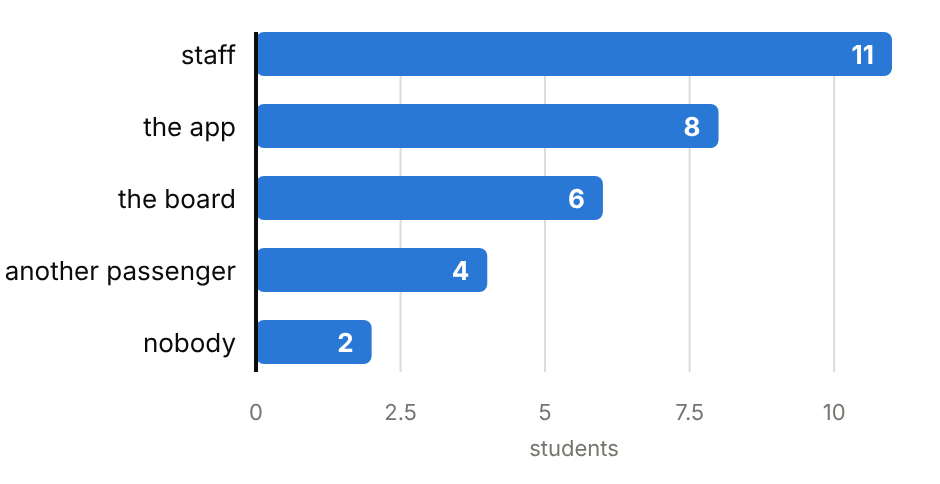 staff 11
the app 8
the board 6
another passenger 4
nobody 2
0 2.5 5 7.5 10
students